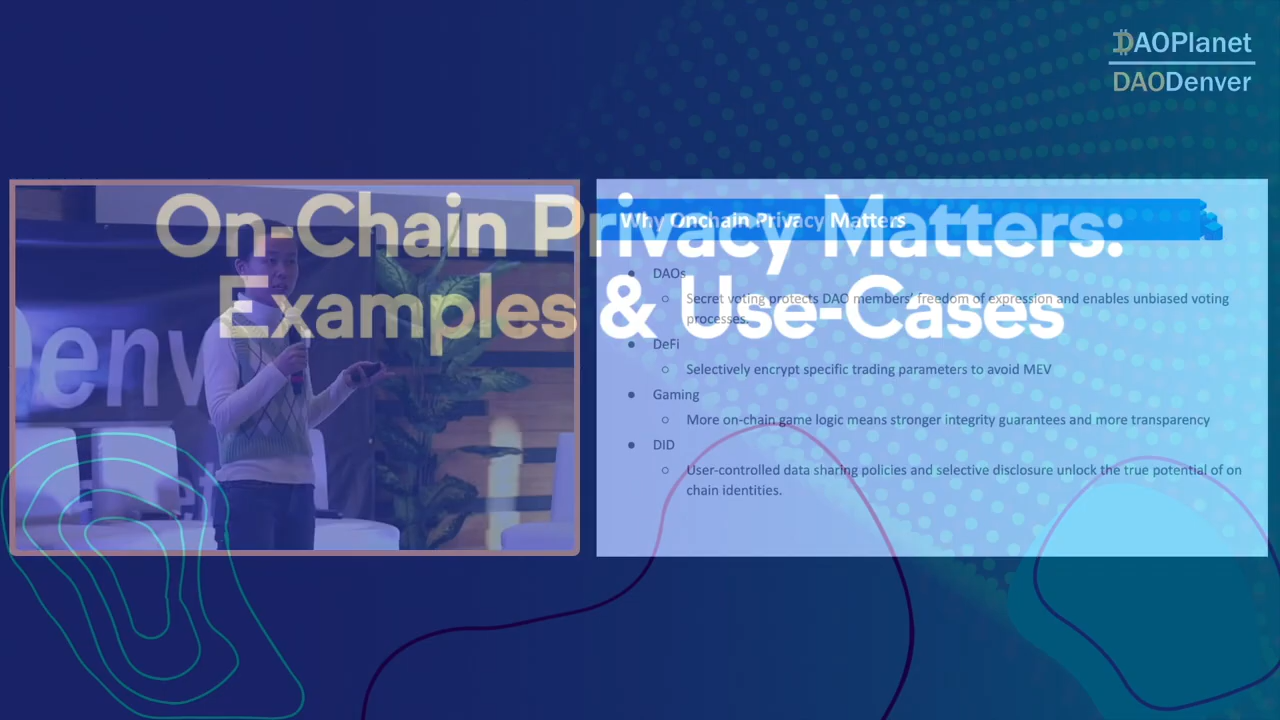 DAOPlanet
DAODenver
On-Chain Privacy Matters:
Examples & Use-Cases
Why Onchain Privacy Matters
DAOs
Secret voting protects DAO members' freedom of expression and enables unbiased voting
processes.
DeFi
Selectively encrypt specific trading parameters to avoid MEV
Gaming
More on-chain game logic means stronger integrity guarantees and more transparency
DID
User-controlled data sharing policies and selective disclosure unlock the true potential of on
chain identities.
Denv
et